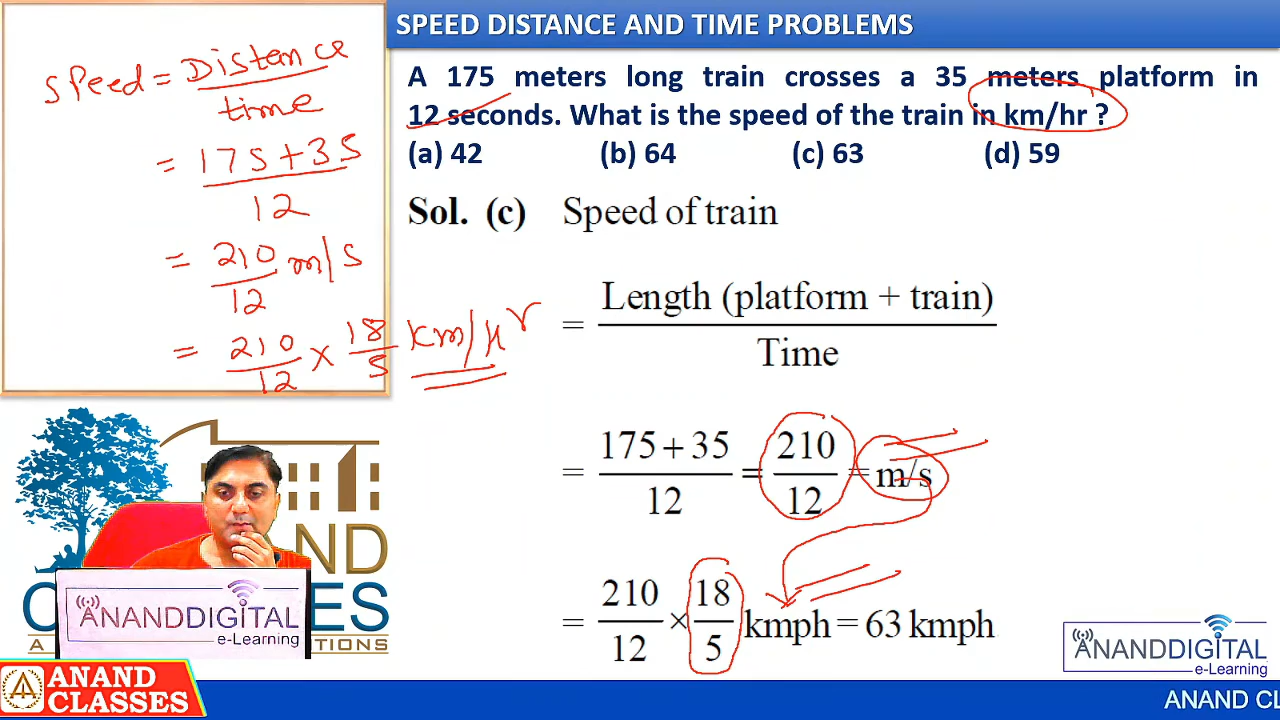 SPEED DISTANCE AND TIME PROBLEMS
A 175 meters long train crosses a 35 meters platform in
12 seconds. What is the speed of the train in km/hr ?
(a) 42 (b) 64 (c) 63 (d) 59
Speed = Distance / time
= 175+35 / 12
= 210/12 m/s
= 210/12 × 18/5 km/hr
Sol. (c) Speed of train
= Length (platform + train) / Time
= 175 + 35 / 12 = 210/12 = m/s
= 210/12 × 18/5 kmph = 63 kmph
ANANDDIGITAL
e-Learning
ANAND CLASSES
ANANDDIGITAL
e-Learning
ANAND CL